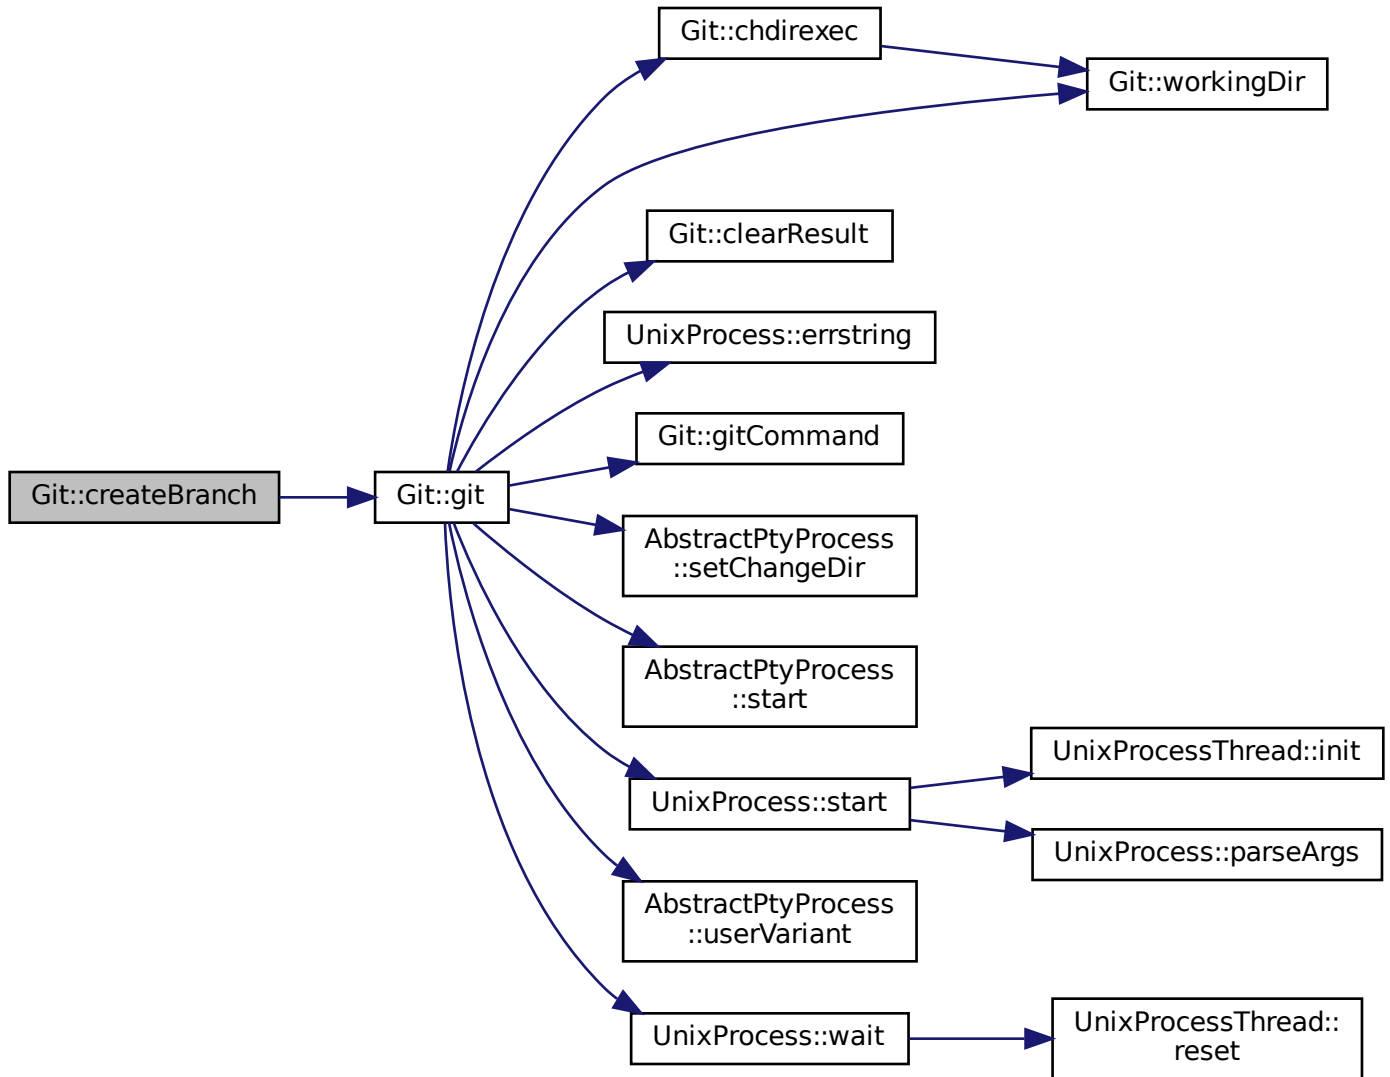 Git::chdirexec
Git::workingDir
Git::clearResult
UnixProcess::errstring
Git::gitCommand
Git::createBranch
Git::git
AbstractPtyProcess
::setChangeDir
AbstractPtyProcess
::start
UnixProcessThread::init
UnixProcess::start
UnixProcess::parseArgs
AbstractPtyProcess
::userVariant
UnixProcess::wait
UnixProcessThread::
reset